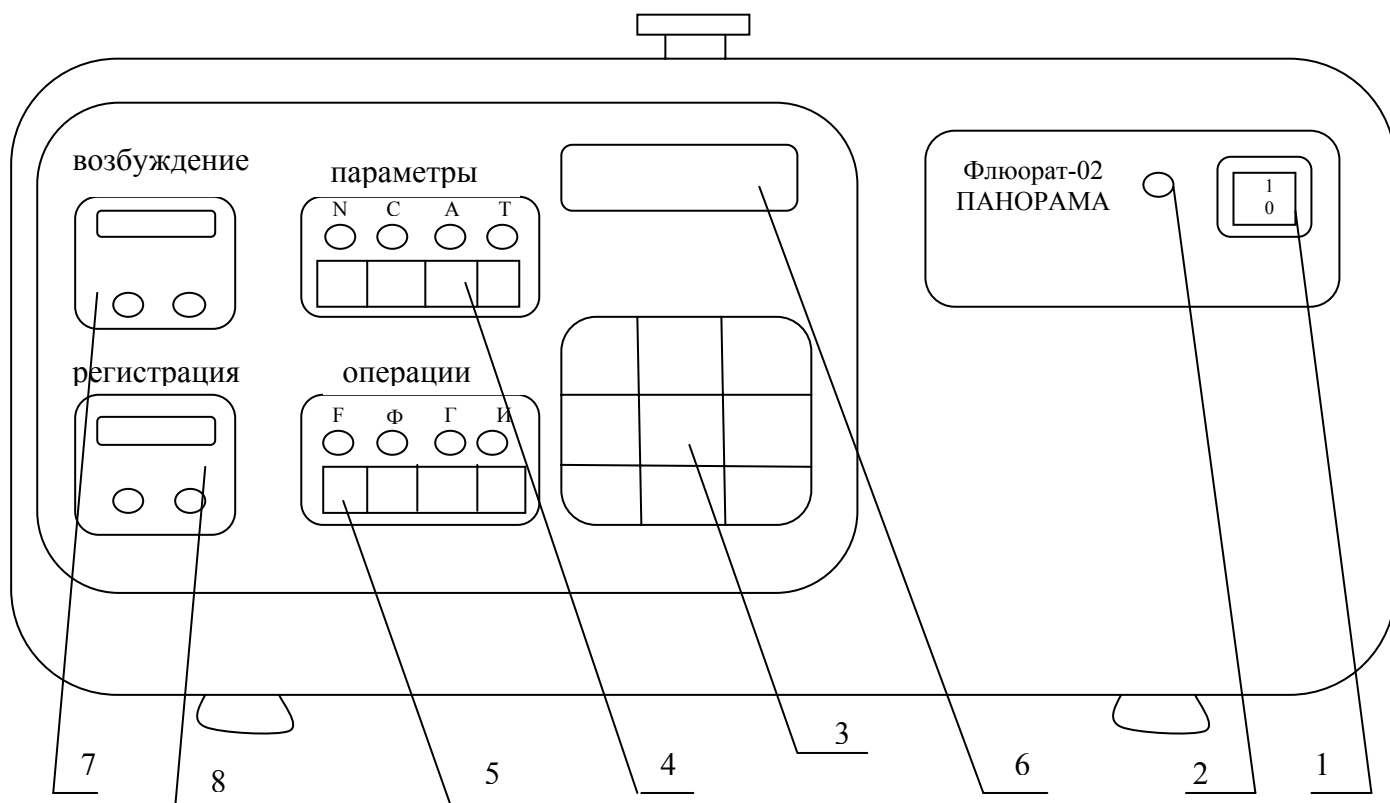 возбуждение
параметры
N C A T
Флюорат-02
ПАНОРАМА
1
0
регистрация
операции
F Ф Г И
7 8 5 4 3 6 2 1